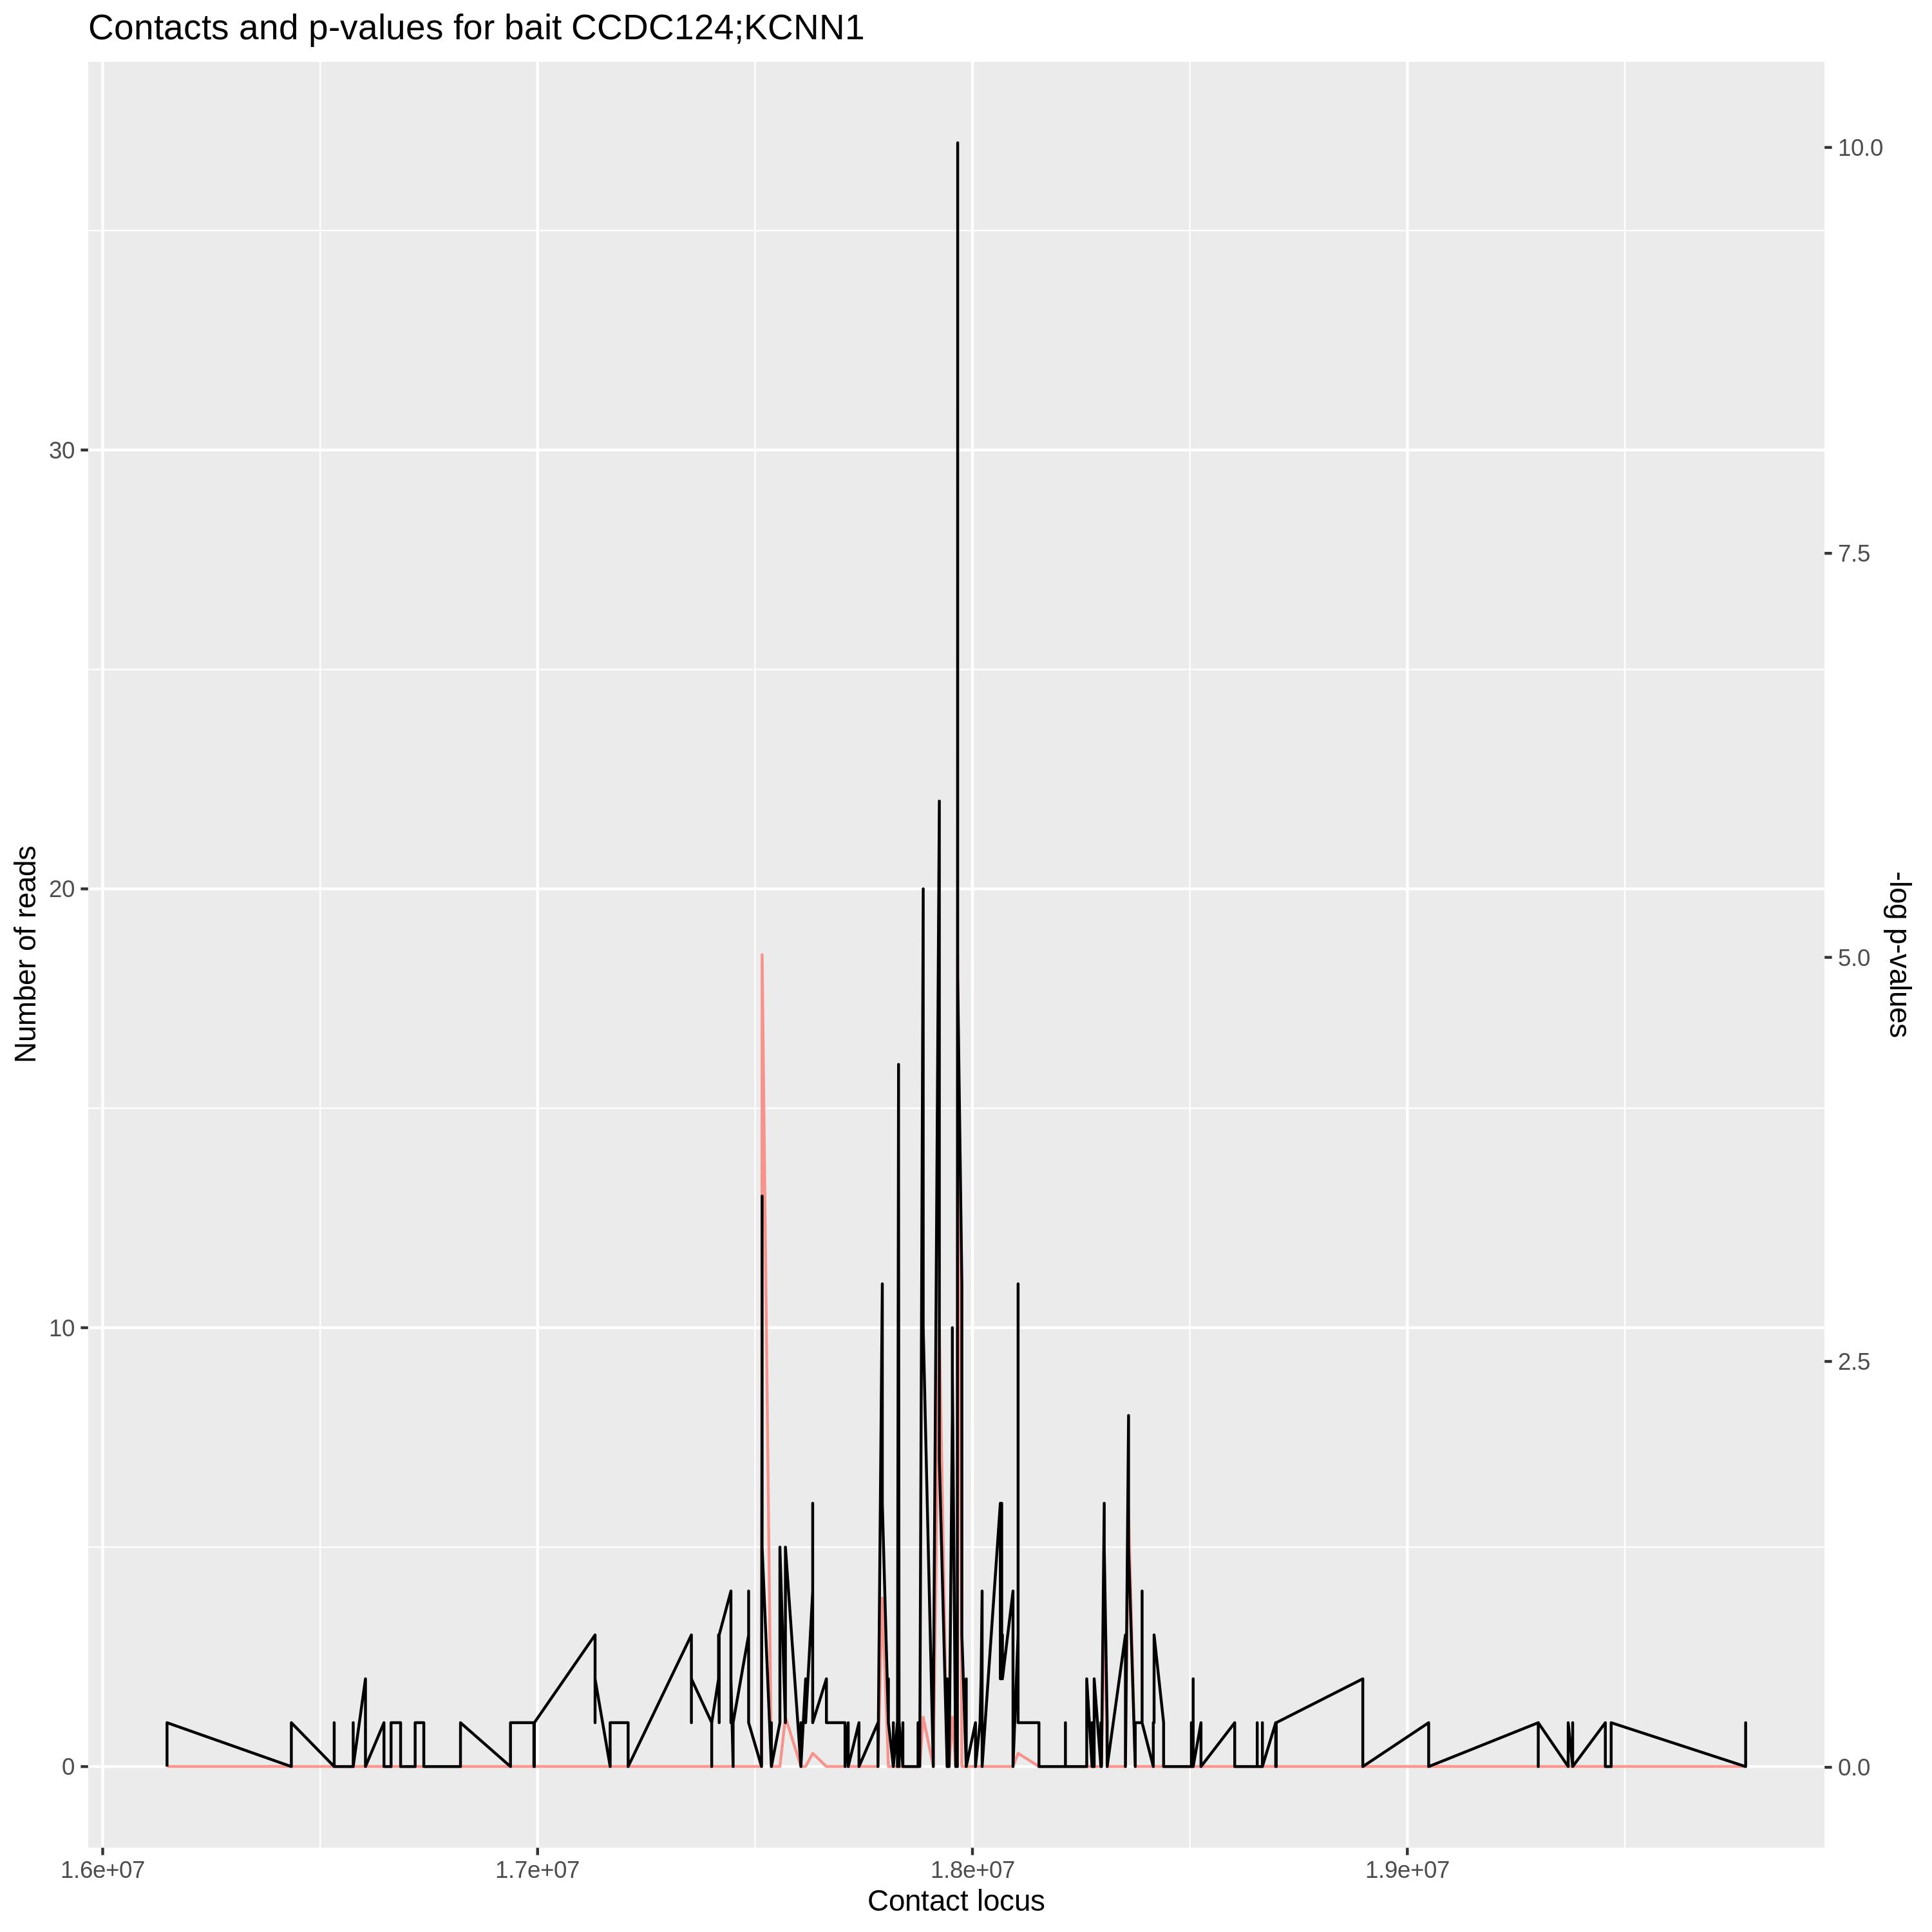 Contacts and p-values for bait CCDC124;KCNN1
10.0
30
7.5
Number of reads
20
5.0
-log p-values
10
2.5
0
0.0
1.6e+07 1.7e+07 1.8e+07 1.9e+07
Contact locus